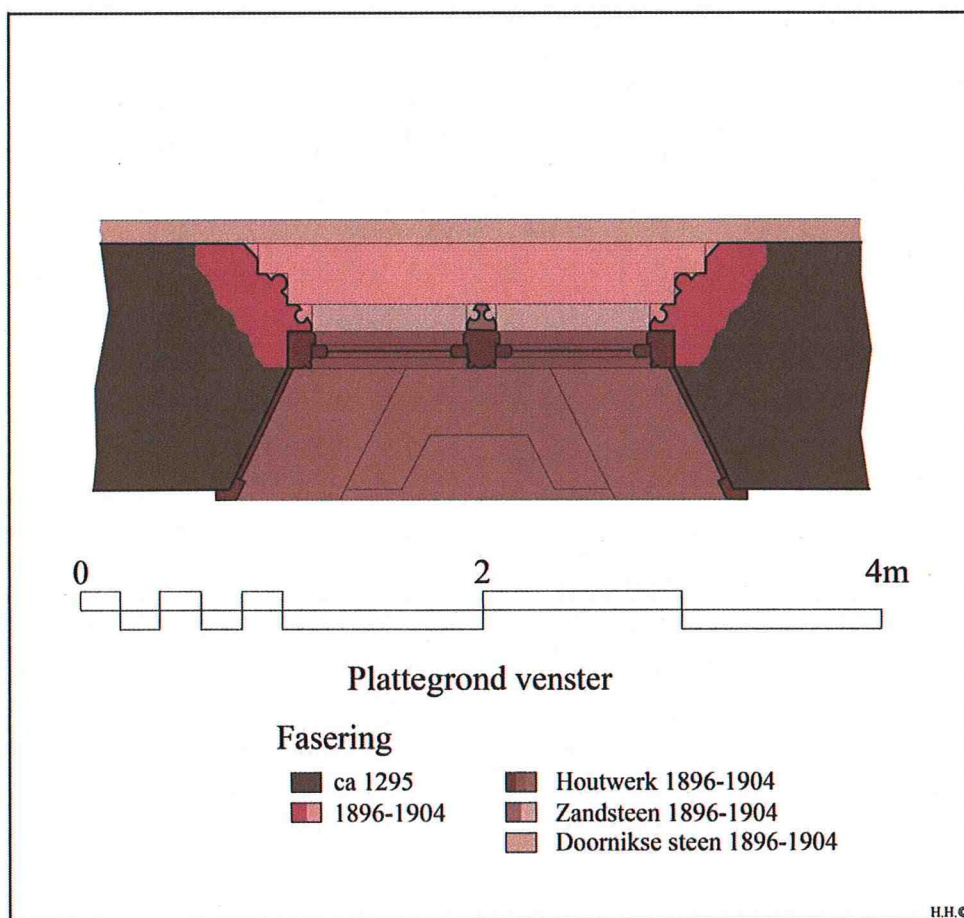 0 2 4m
Plattegrond venster
Fasering
ca 1295
1896-1904
Houtwerk 1896-1904
Zandsteen 1896-1904
Doornikse steen 1896-1904
H.H.©